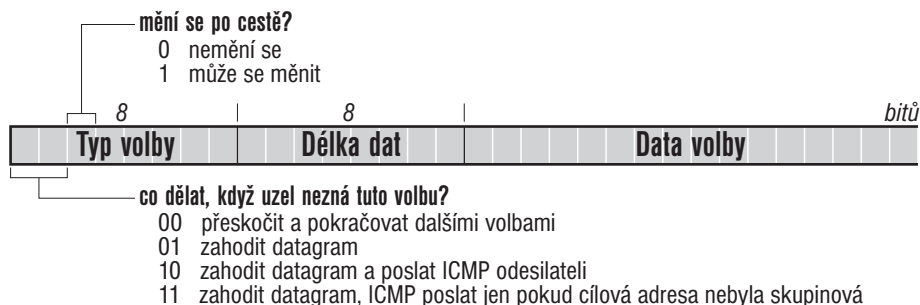 mění se po cestě?
0 nemění se
1 může se měnit
8 8 bitů
Typ volby Délka dat Data volby
co dělat, když uzel nezná tuto volbu?
00 přeskočit a pokračovat dalšími volbami
01 zahodit datagram
10 zahodit datagram a poslat ICMP odesilateli
11 zahodit datagram, ICMP poslat jen pokud cílová adresa nebyla skupinová